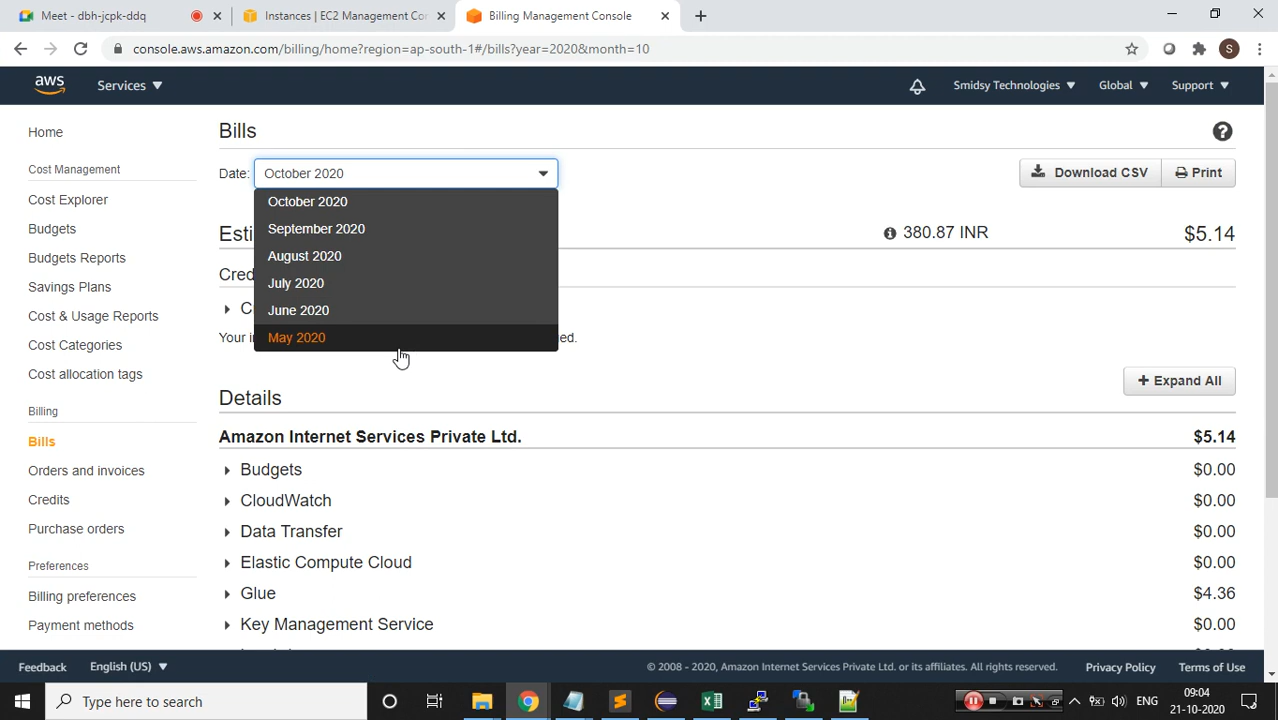 Meet - dbh-jcpk-ddq
Instances | EC2 Management Con
Billing Management Console
console.aws.amazon.com/billing/home?region=ap-south-1#/bills?year=2020&month=10
S
aws
Services
Smidsy Technologies
Global
Support
Home
Cost Management
Cost Explorer
Budgets
Budgets Reports
Savings Plans
Cost & Usage Reports
Cost Categories
Cost allocation tags
Billing
Bills
Orders and invoices
Credits
Purchase orders
Preferences
Billing preferences
Payment methods
Bills
Date: October 2020
Download CSV
Print
October 2020
September 2020
August 2020
July 2020
June 2020
May 2020
Esti
380.87 INR
$5.14
Cred
C
Your i
ed.
Expand All
Details
Amazon Internet Services Private Ltd. $5.14
Budgets $0.00
CloudWatch $0.00
Data Transfer $0.00
Elastic Compute Cloud $0.00
Glue $4.36
Key Management Service $0.00
Feedback
English (US)
© 2008 - 2020, Amazon Internet Services Private Ltd. or its affiliates. All rights reserved.
Privacy Policy
Terms of Use
Type here to search
ENG
09:04
21-10-2020